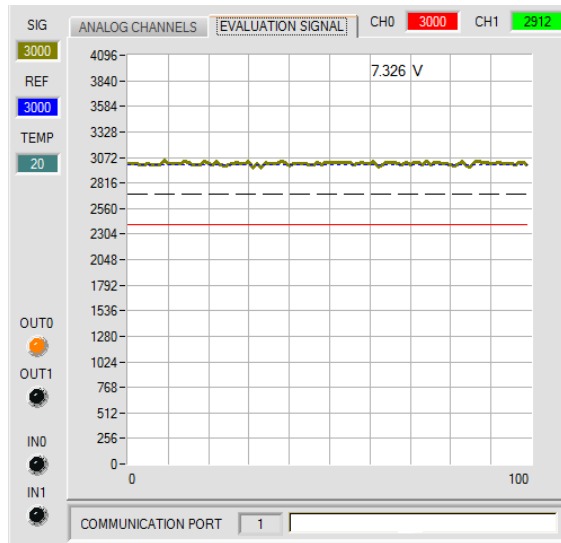 SIG
3000
REF
3000
TEMP
20
OUT0
OUT1
IN0
IN1
ANALOG CHANNELS EVALUATION SIGNAL CH0 3000 CH1 2912
7.326 V
4096
3840
3584
3328
3072
2816
2560
2304
2048
1792
1536
1280
1024
768
512
256
0
0 100
COMMUNICATION PORT 1